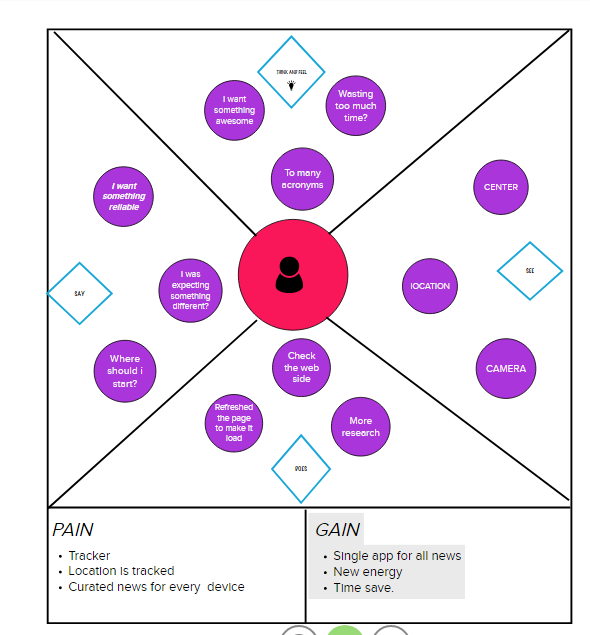 THINK AND FEEL
I want
something
awesome
Wasting
too much
time?
To many
acronyms
I want
something
reliable
SAY
I was
expecting
something
different?
Where
should i
start?
CENTER
SEE
lOCATION
CAMERA
Check
the web
side
Refreshed
the page
to make it
load
More
research
DOES
PAIN
• Tracker
• Location is tracked
• Curated news for every device
GAIN
• Single app for all news
• New energy
• Time save.